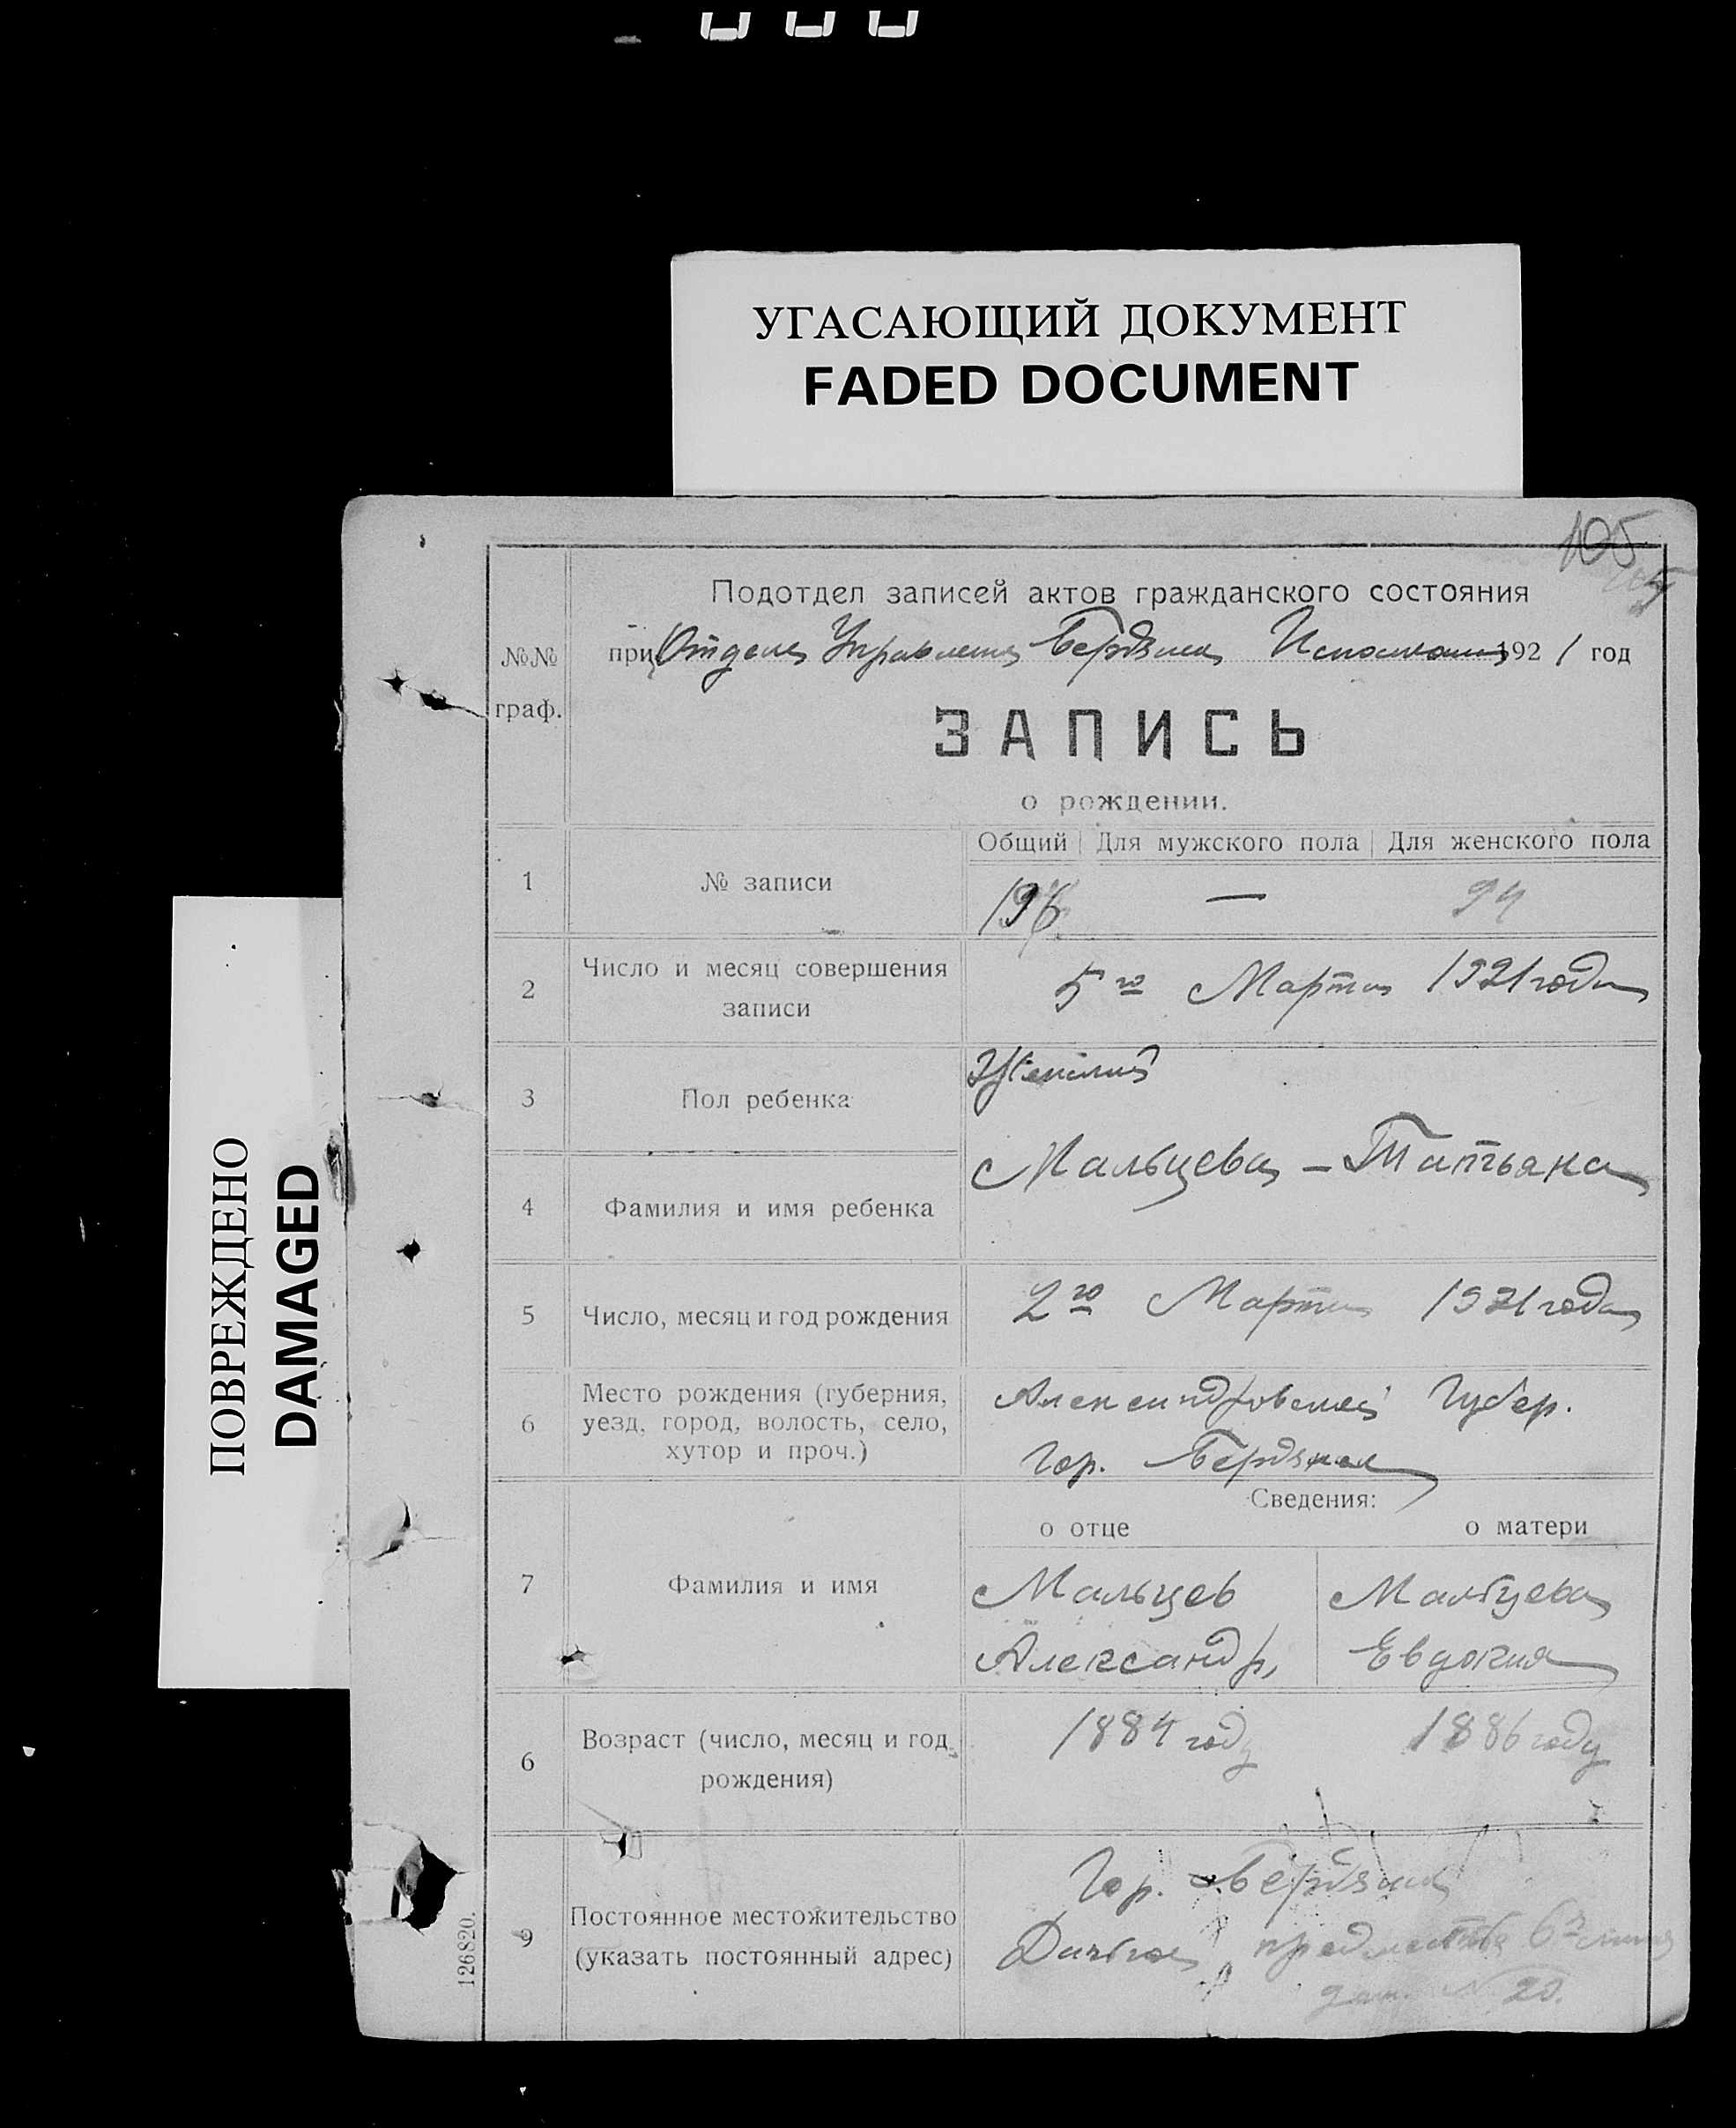 УГАСАЮЩИЙ ДОКУМЕНТ
FADED DOCUMENT
ПОВРЕЖДЕНО
DAMAGED
105
Подотдел записей актов гражданского состояния
№№ граф.
при Отделе Управления Бердянск Исполкома 1921 год
ЗАПИСЬ
о рождении.
Общий Для мужского пола Для женского пола
1 № записи 196 — 94
2 Число и месяц совершения записи 5го Марта 1921 года
3 Пол ребенка Женский
4 Фамилия и имя ребенка Мальцева – Татьяна
5 Число, месяц и год рождения 2го Марта 1921 года
6 Место рождения (губерния, уезд, город, волость, село, хутор и проч.) Александровской Губер.
Гор. Бердянск
Сведения:
о отце о матери
7 Фамилия и имя Мальцев Мальцева
Александр, Евдокия
6 Возраст (число, месяц и год рождения) 1884 году 1886 году
9 Постоянное местожительство (указать постоянный адрес) Гор. Бердянск
предместье 6я линия
дом. № 20.
126820.